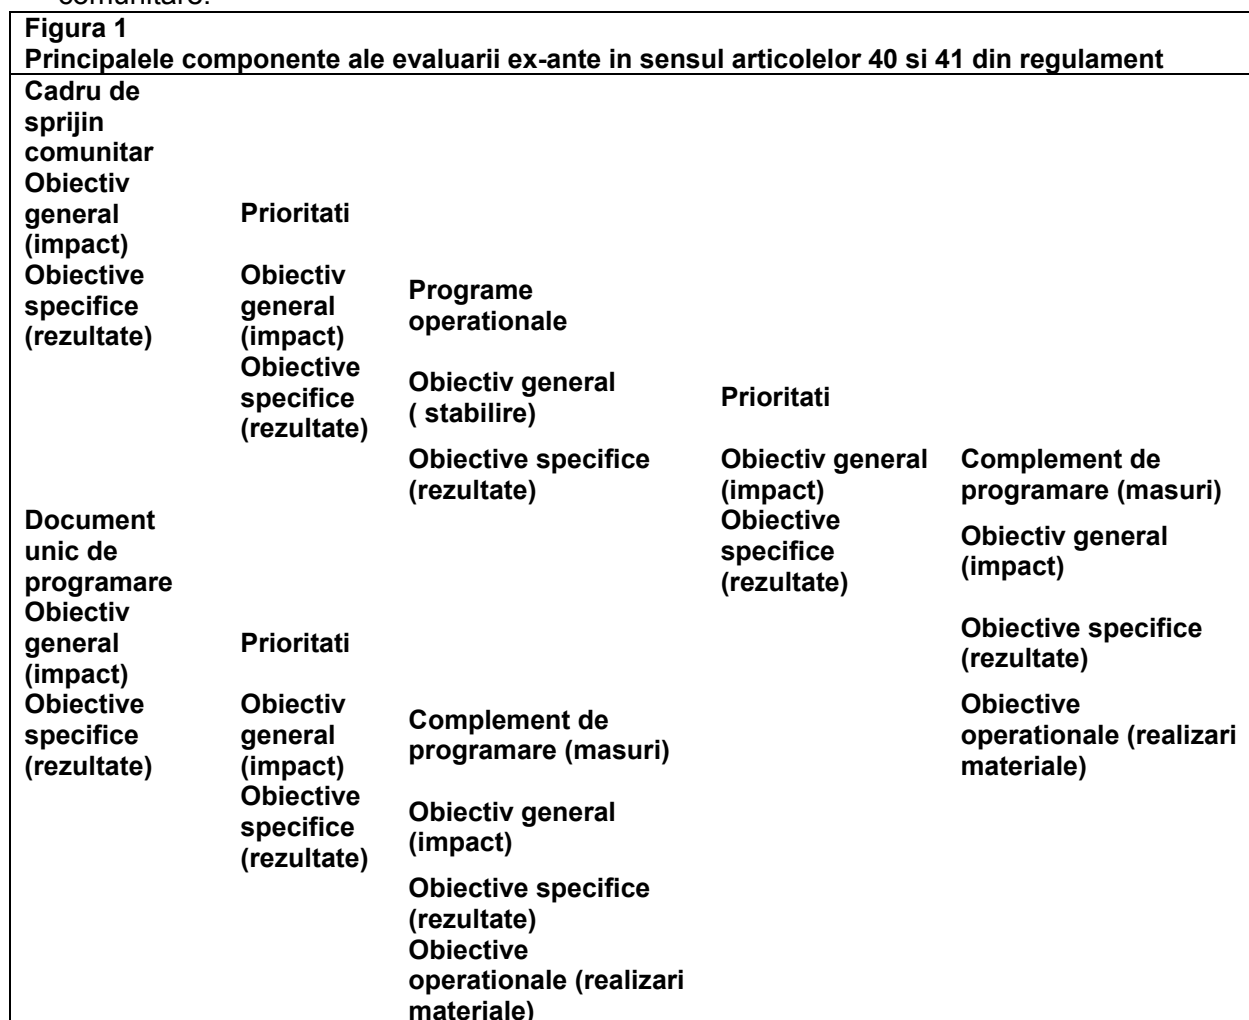 comunitare.
Figura 1
Principalele componente ale evaluarii ex-ante in sensul articolelor 40 si 41 din regulament
Cadru de
sprijin
comunitar
Obiectiv
general
(impact)
Prioritati
Obiective
specifice
(rezultate)
Obiectiv
general
(impact)
Programe
operationale
Obiective
specifice
(rezultate)
Obiectiv general
( stabilire)
Prioritati
Obiective specifice
(rezultate)
Obiectiv general
(impact)
Complement de
programare (masuri)
Document
unic de
programare
Obiective
specifice
(rezultate)
Obiectiv general
(impact)
Obiectiv
general
(impact)
Prioritati
Obiective specifice
(rezultate)
Obiective
specifice
(rezultate)
Obiectiv
general
(impact)
Complement de
programare (masuri)
Obiective
operationale (realizari
materiale)
Obiective
specifice
(rezultate)
Obiectiv general
(impact)
Obiective specifice
(rezultate)
Obiective
operationale (realizari
materiale)